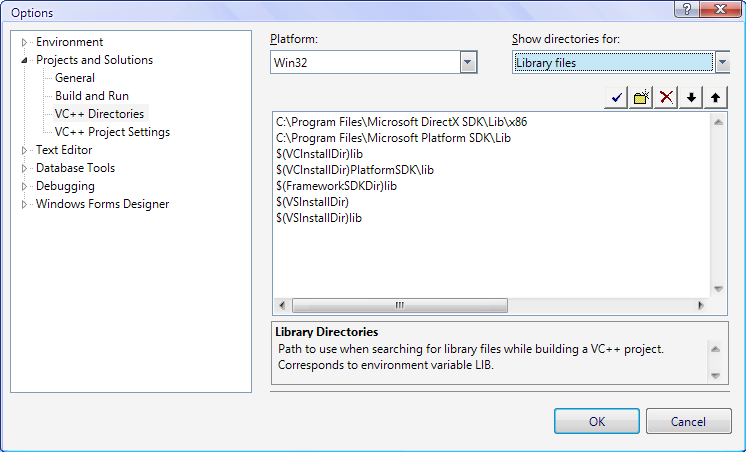 Options
Environment
Projects and Solutions
General
Build and Run
VC++ Directories
VC++ Project Settings
Text Editor
Database Tools
Debugging
Windows Forms Designer
Platform:
Win32
Show directories for:
Library files
C:\Program Files\Microsoft DirectX SDK\Lib\x86
C:\Program Files\Microsoft Platform SDK\Lib
$(VCInstallDir)lib
$(VCInstallDir)PlatformSDK\lib
$(FrameworkSDKDir)lib
$(VSInstallDir)
$(VSInstallDir)lib
Library Directories
Path to use when searching for library files while building a VC++ project.
Corresponds to environment variable LIB.
OK
Cancel